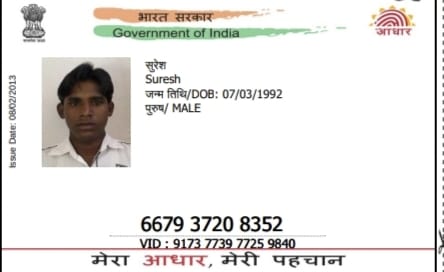 भारत सरकार
Government of India
आधार
Issue Date: 08/02/2013
सुरेश
Suresh
जन्म तिथि/DOB: 07/03/1992
पुरुष/ MALE
6679 3720 8352
VID : 9173 7739 7725 9840
मेरा आधार, मेरी पहचान